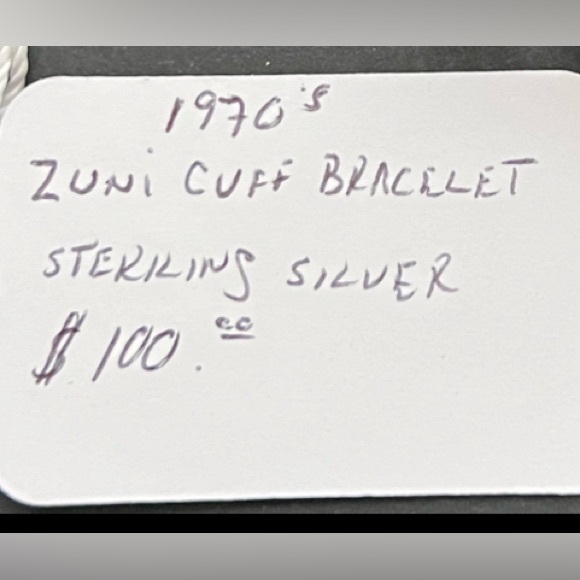 1970's
ZUNi CUFF BRACELET
STERLING SILVER
$100.00